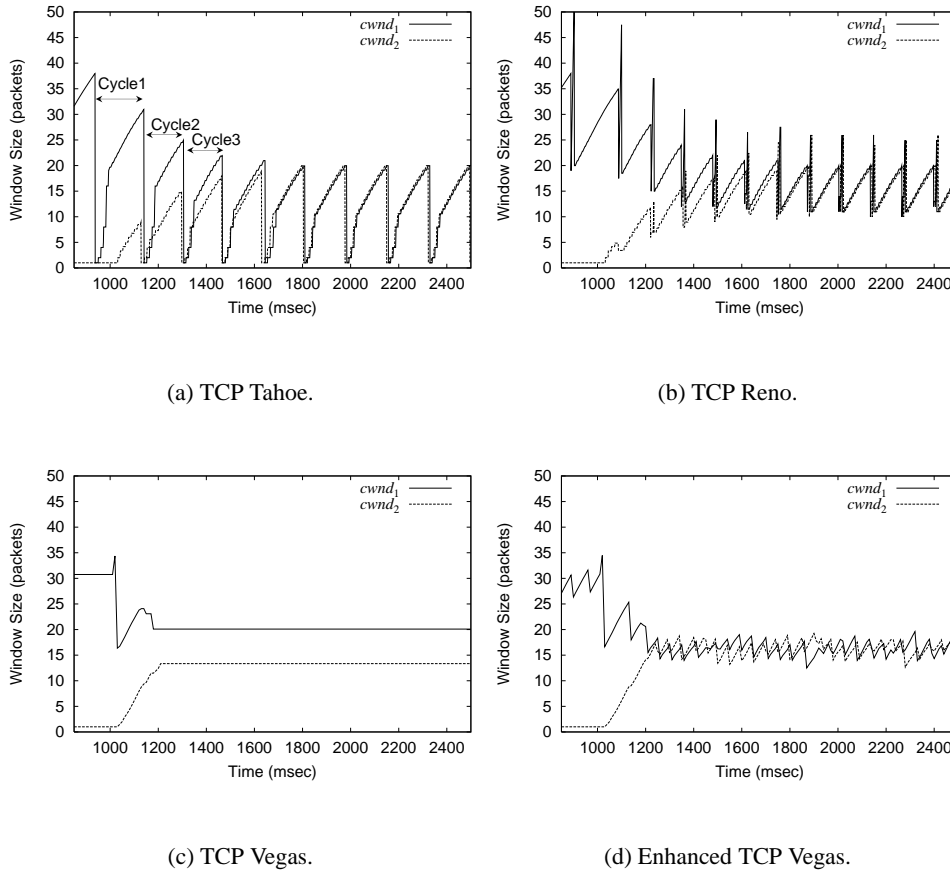 50
45
40
35
30
25
20
15
10
5
0
Window Size (packets)
cwnd1
cwnd2
Cycle1
Cycle2
Cycle3
1000 1200 1400 1600 1800 2000 2200 2400
Time (msec)
(a) TCP Tahoe.
50
45
40
35
30
25
20
15
10
5
0
Window Size (packets)
cwnd1
cwnd2
1000 1200 1400 1600 1800 2000 2200 2400
Time (msec)
(b) TCP Reno.
50
45
40
35
30
25
20
15
10
5
0
Window Size (packets)
cwnd1
cwnd2
1000 1200 1400 1600 1800 2000 2200 2400
Time (msec)
(c) TCP Vegas.
50
45
40
35
30
25
20
15
10
5
0
Window Size (packets)
cwnd1
cwnd2
1000 1200 1400 1600 1800 2000 2200 2400
Time (msec)
(d) Enhanced TCP Vegas.